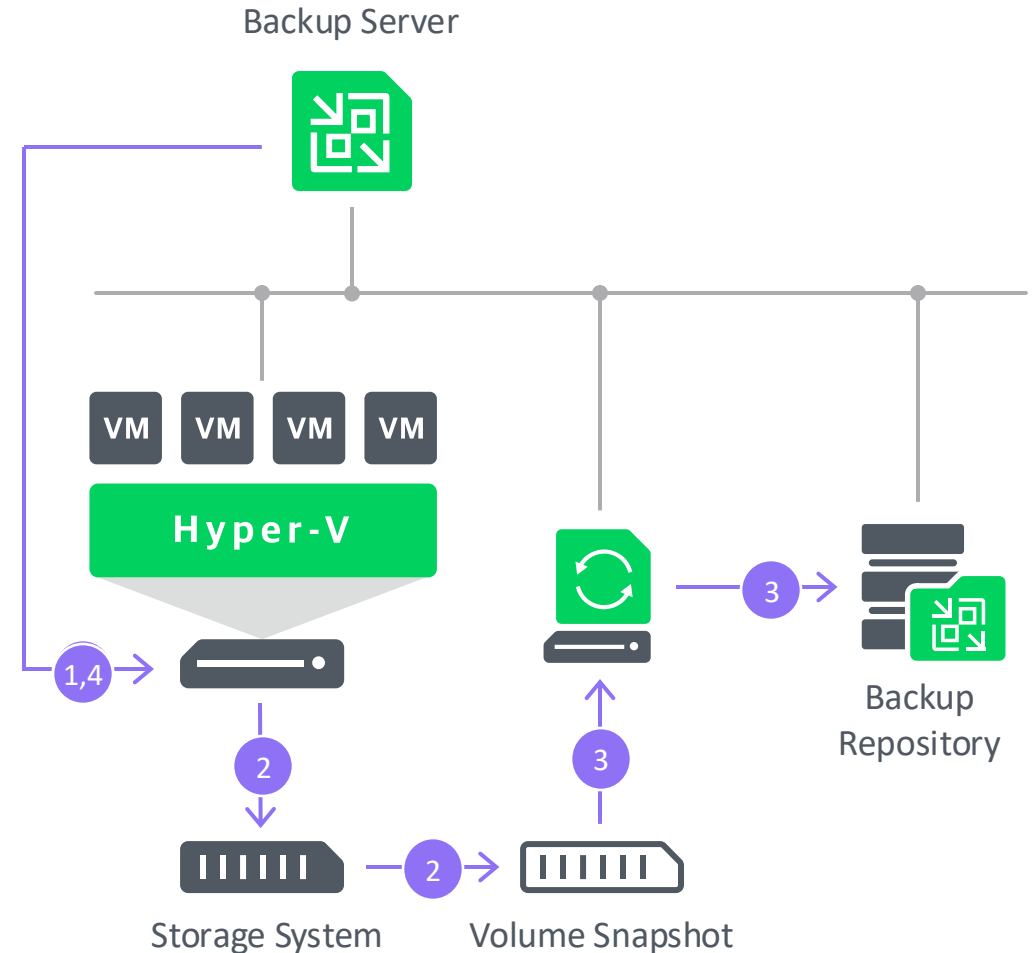 Backup Server
VM VM VM VM
Hyper-V
3
1,4
Backup
Repository
2
3
2
Storage System
Volume Snapshot